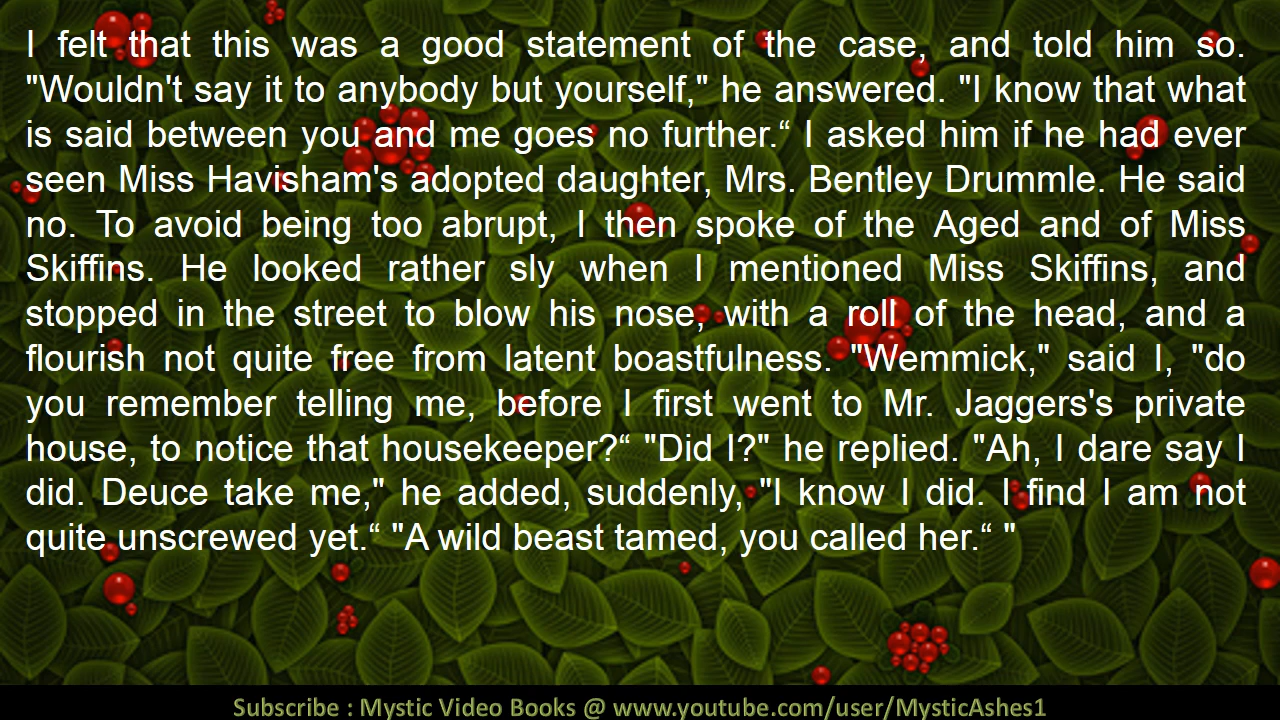 I felt that this was a good statement of the case, and told him so.
"Wouldn't say it to anybody but yourself," he answered. "I know that what
is said between you and me goes no further.“ I asked him if he had ever
seen Miss Havisham's adopted daughter, Mrs. Bentley Drummle. He said
no. To avoid being too abrupt, I then spoke of the Aged and of Miss
Skiffins. He looked rather sly when I mentioned Miss Skiffins, and
stopped in the street to blow his nose, with a roll of the head, and a
flourish not quite free from latent boastfulness. "Wemmick," said I, "do
you remember telling me, before I first went to Mr. Jaggers's private
house, to notice that housekeeper?“ "Did I?" he replied. "Ah, I dare say I
did. Deuce take me," he added, suddenly, "I know I did. I find I am not
quite unscrewed yet.“ "A wild beast tamed, you called her.“ "
Subscribe : Mystic Video Books @ www.youtube.com/user/MysticAshes1